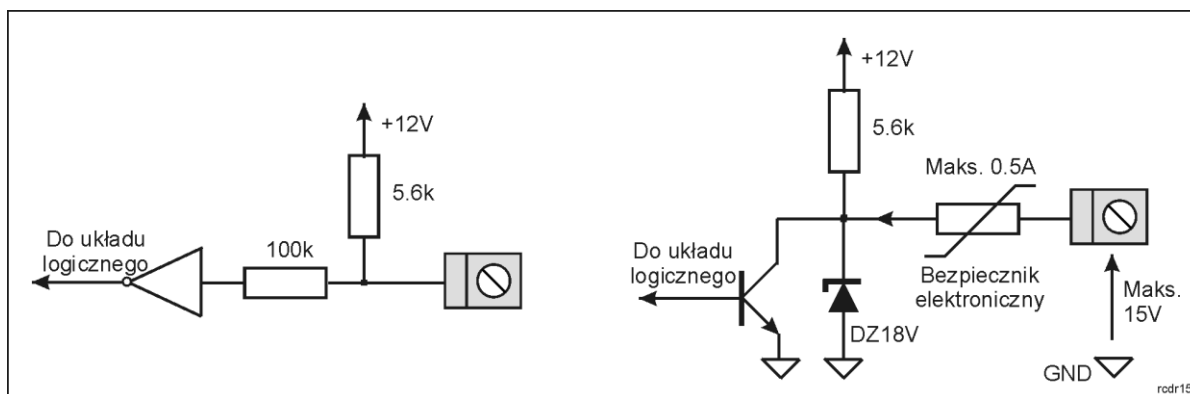 +12V
5.6k
100k
Do układu
logicznego
+12V
5.6k
Maks. 0.5A
Do układu
logicznego
Bezpiecznik
elektroniczny
DZ18V
Maks.
15V
GND
rcdr15